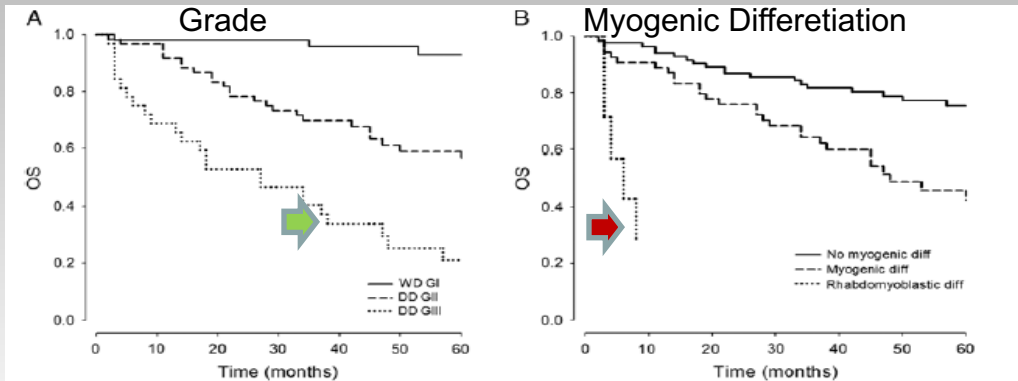 A Grade
1.0
0.8
0.6
0.4
0.2
0.0
OS
WD GII
DD GII
DD GIII
0 10 20 30 40 50 60
Time (months)
B Myogenic Differetiation
1.0
0.8
0.6
0.4
0.2
0.0
OS
No myogenic diff
Myogenic diff
Rhabdomyoblastic diff
0 10 20 30 40 50 60
Time (months)